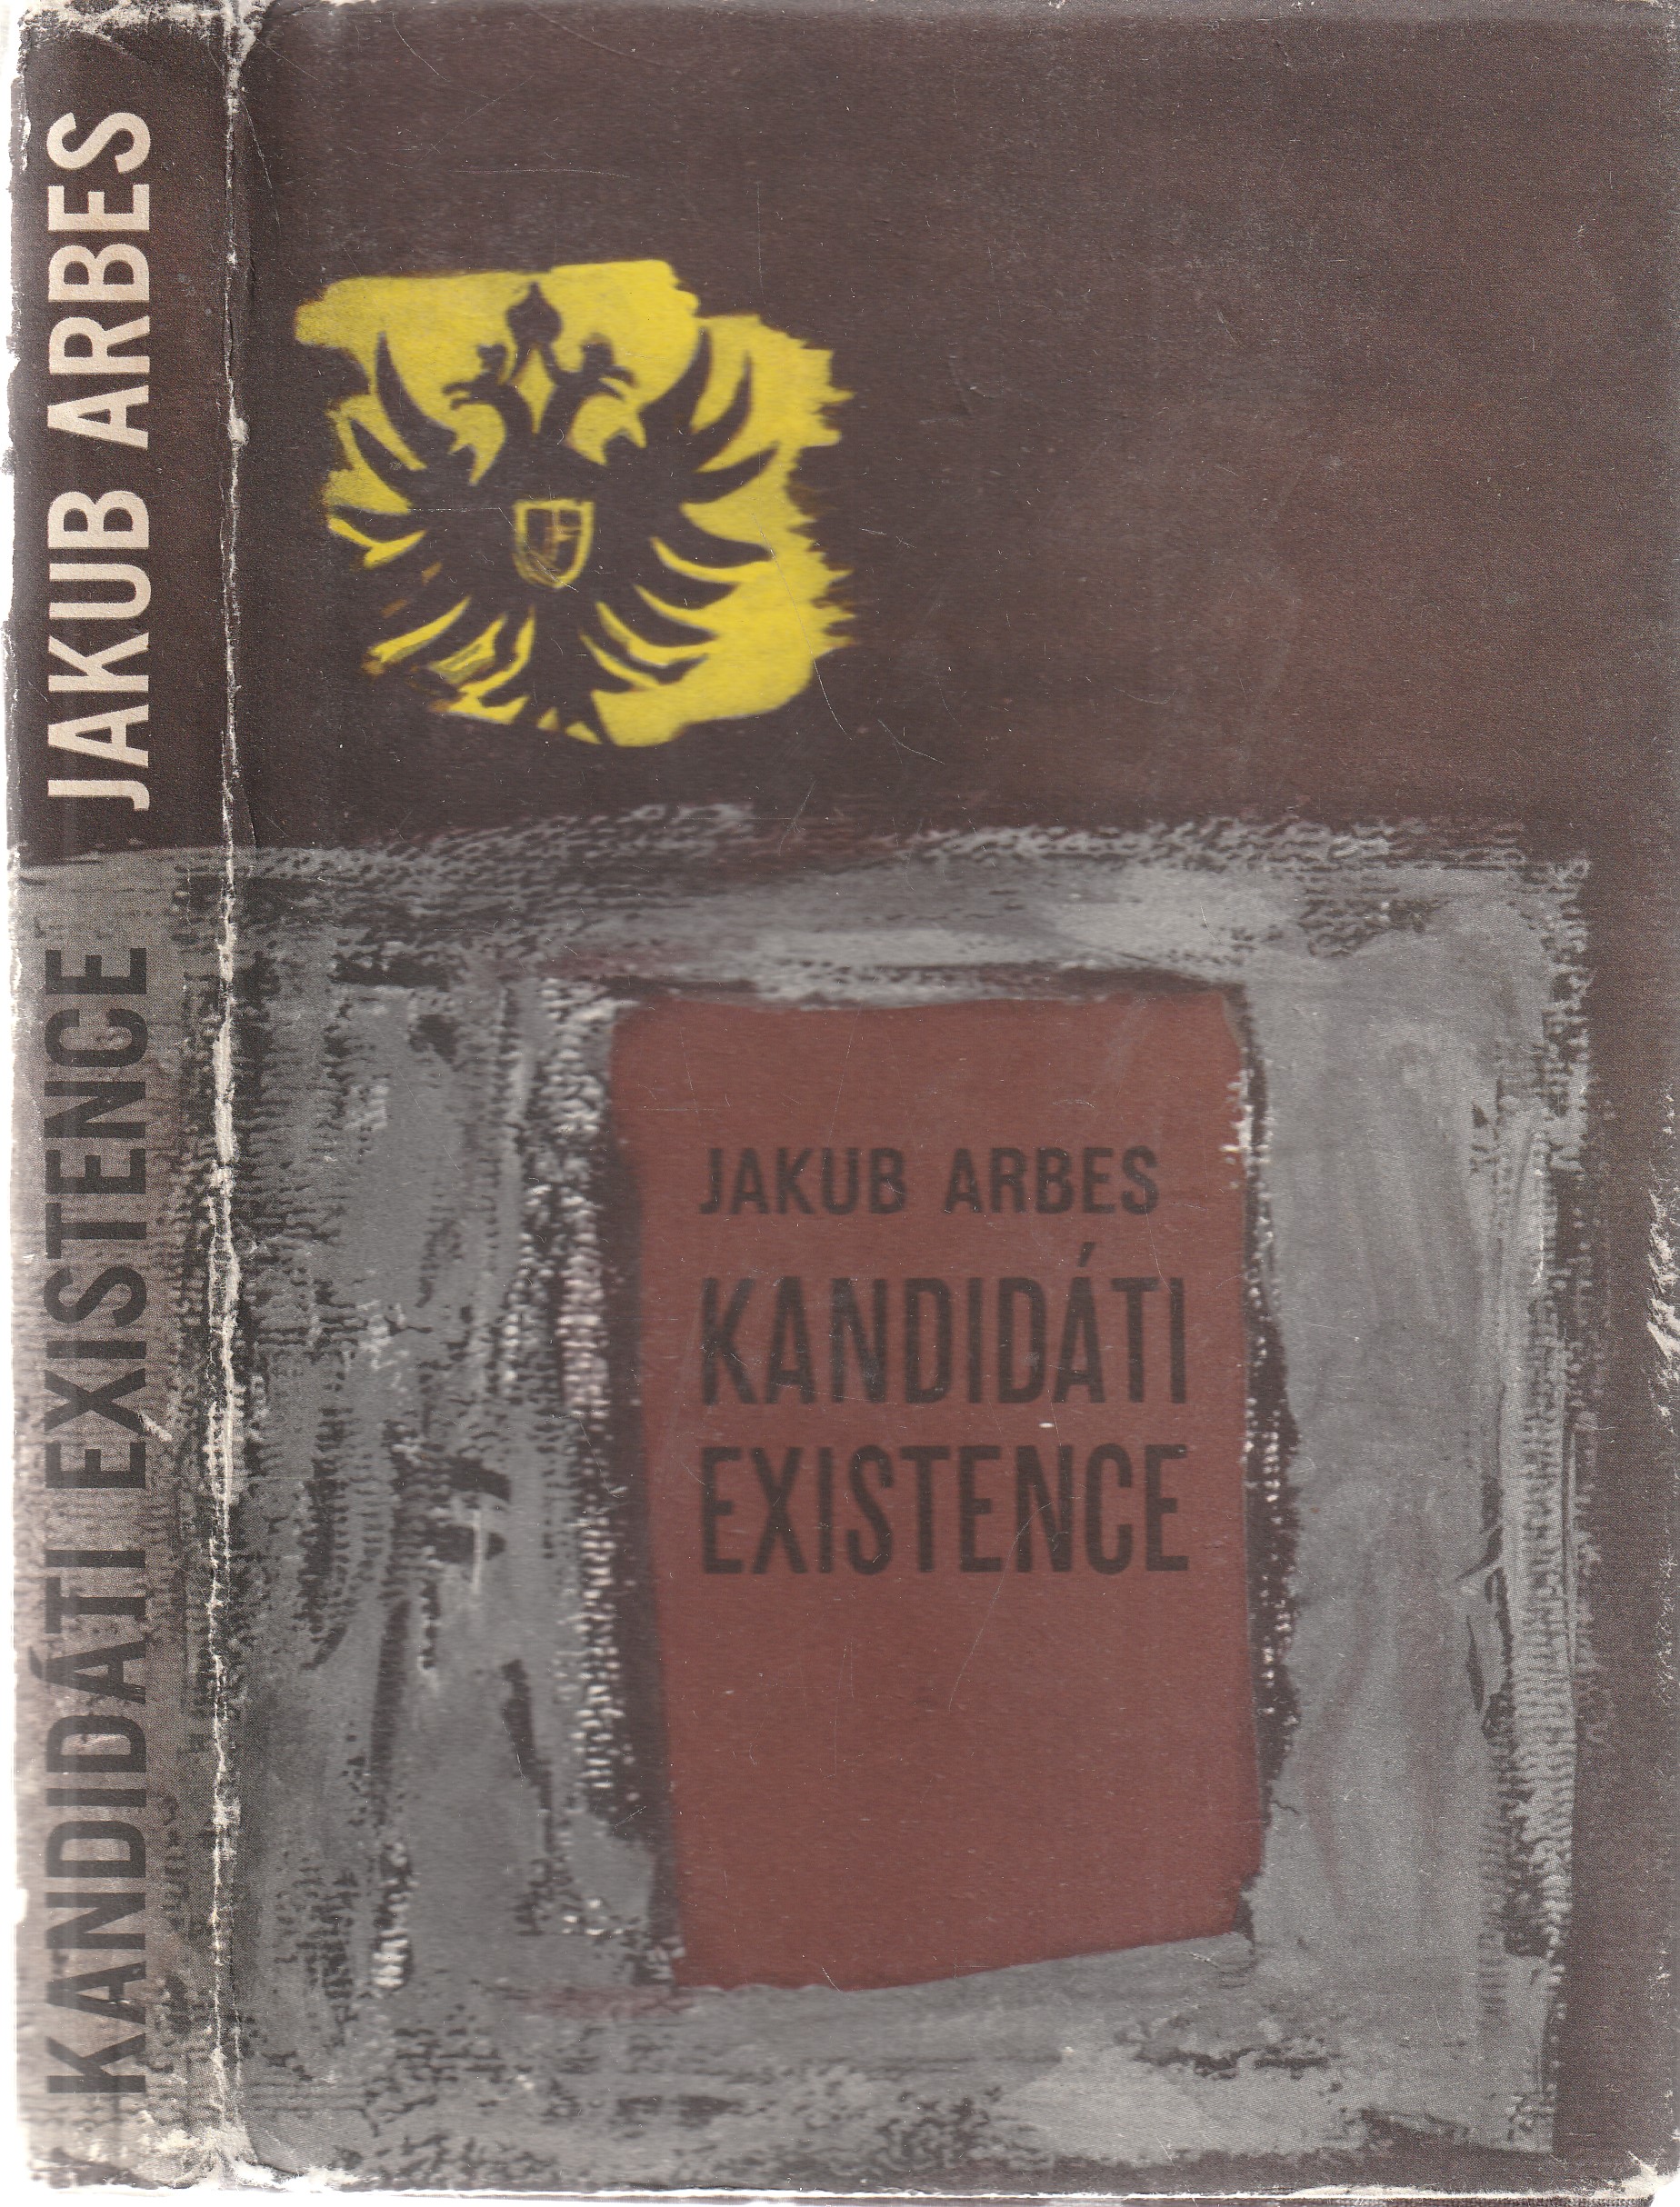 JAKUB ARBES
KANDIDÁTI EXISTENCE
JAKUB ARBES
KANDIDÁTI
EXISTENCE